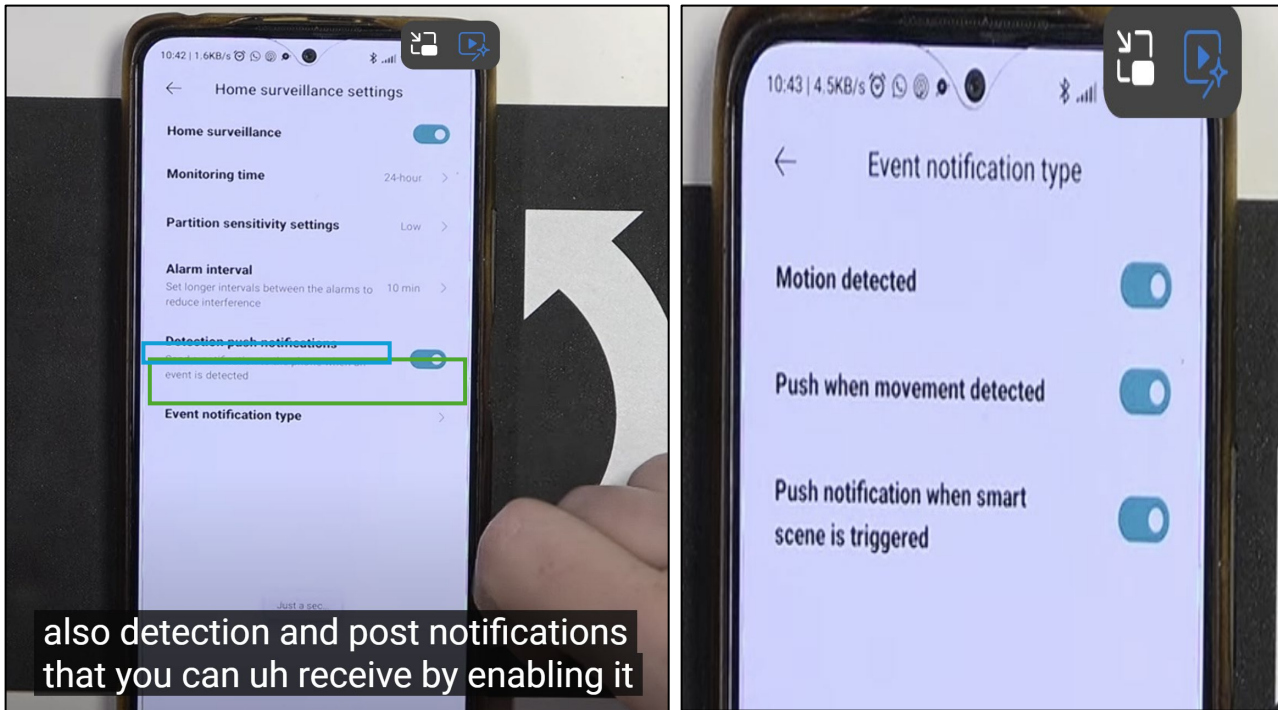 10:42 | 1.6KB/s
Home surveillance settings
Home surveillance
Monitoring time
24-hour
Partition sensitivity settings
Low
Alarm interval
Set longer intervals between the alarms to
reduce interference
10 min
Detection push notifications
event is detected
Event notification type
Just a sec...
also detection and post notifications
that you can uh receive by enabling it
10:43 | 4.5KB/s
Event notification type
Motion detected
Push when movement detected
Push notification when smart
scene is triggered